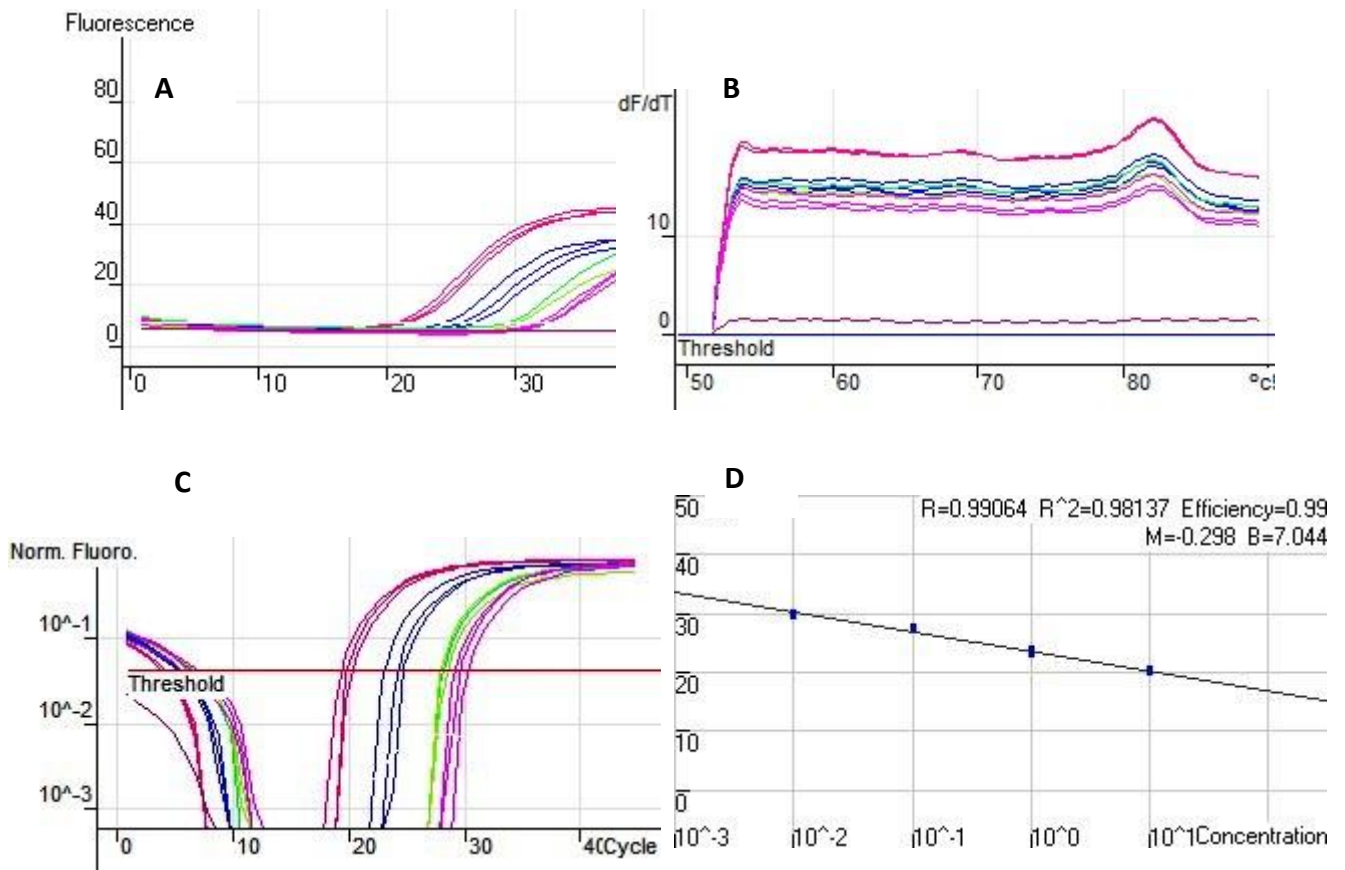 Fluorescence
A
80
60
40
20
0
0 10 20 30
B
dF/dT
10
0
Threshold
50 60 70 80 ºc
C
Norm. Fluoro.
10^-1
Threshold
10^-2
10^-3
0 10 20 30 40 Cycle
D
50
R=0.99064 R^2=0.98137 Efficiency=0.99
M=-0.298 B=7.044
40
30
20
10
0
10^-3 10^-2 10^-1 10^0 10^1 Concentration